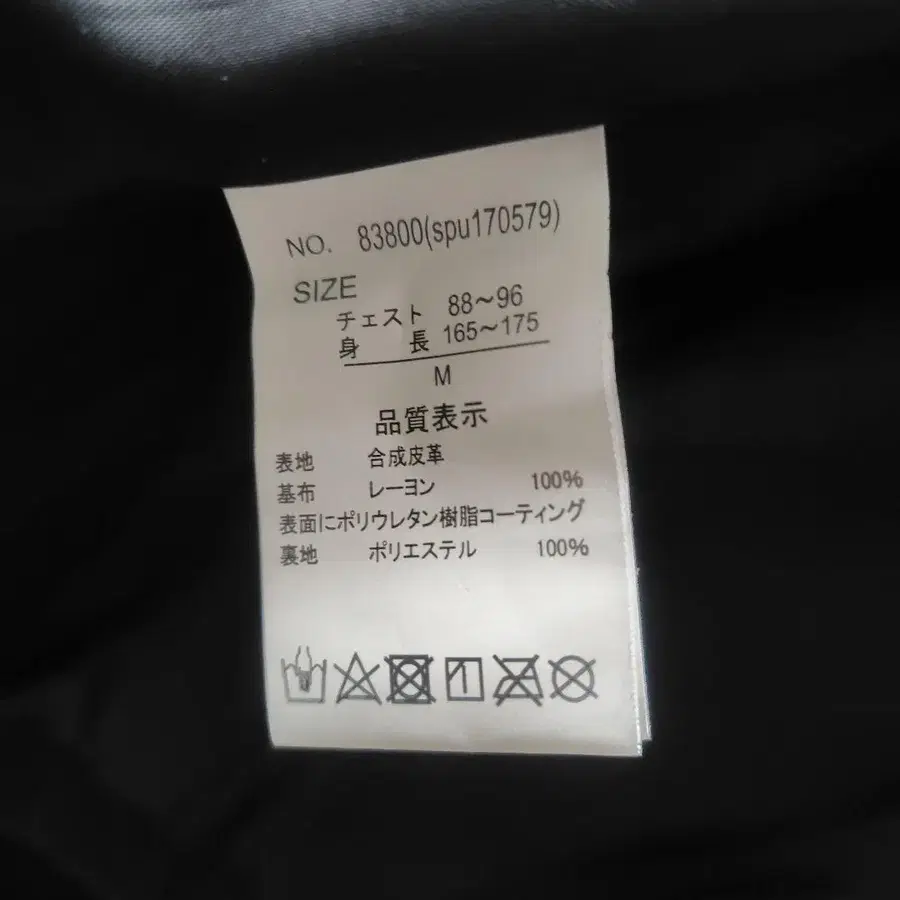 NO. 83800(spu170579)
SIZE
チェスト 88～96
身 長 165～175
M
品質表示
表地 合成皮革
基布 レーヨン 100%
表面にポリウレタン樹脂コーティング
裏地 ポリエステル 100%